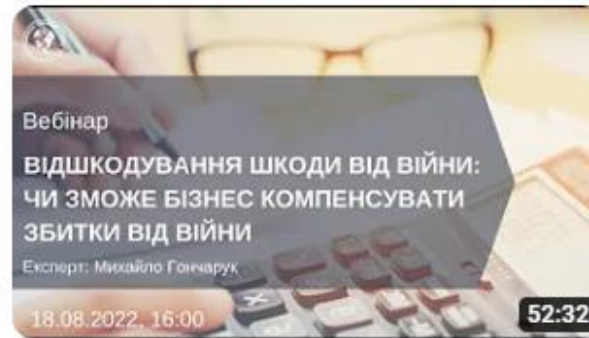 Вебінар
ВІДШКОДУВАННЯ ШКОДИ ВІД ВІЙНИ:
ЧИ ЗМОЖЕ БІЗНЕС КОМПЕНСУВАТИ
ЗБИТКИ ВІД ВІЙНИ
Експерт: Михайло Гончарук
18.08.2022, 16:00
52:32